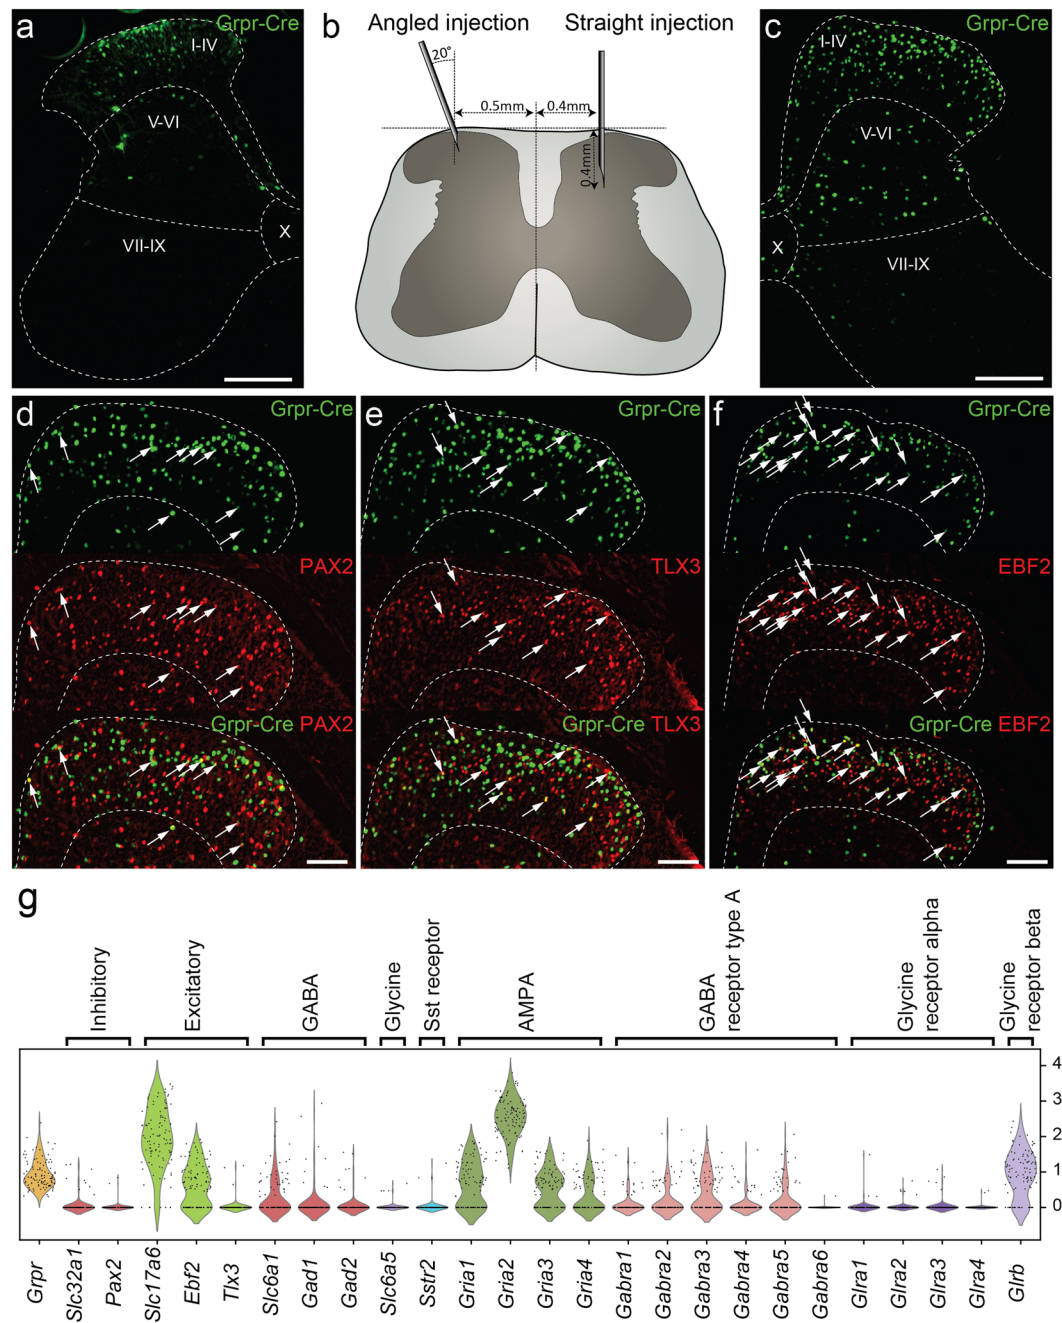 a
Grpr-Cre
I-IV
V-VI
VII-IX
X
b
Angled injection
Straight injection
20°
0.5mm
0.4mm
0.4mm
c
Grpr-Cre
I-IV
V-VI
X
VII-IX
d
Grpr-Cre
PAX2
Grpr-Cre PAX2
e
Grpr-Cre
TLX3
Grpr-Cre TLX3
f
Grpr-Cre
EBF2
Grpr-Cre EBF2
g
Inhibitory
Excitatory
GABA
Glycine
Sst receptor
AMPA
GABA
receptor type A
Glycine
receptor alpha
Glycine
receptor beta
4
3
2
1
0
Grpr
Slc32a1
Pax2
Slc17a6
Ebf2
Tlx3
Slc6a1
Gad1
Gad2
Slc6a5
Sstr2
Gria1
Gria2
Gria3
Gria4
Gabra1
Gabra2
Gabra3
Gabra4
Gabra5
Gabra6
Glra1
Glra2
Glra3
Glra4
Glrb